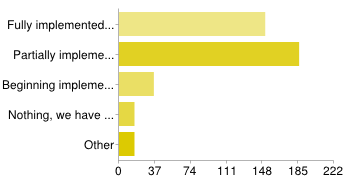 Fully implemented...
Partially impleme...
Beginning impleme...
Nothing, we have ...
Other
0 37 74 111 148 185 222